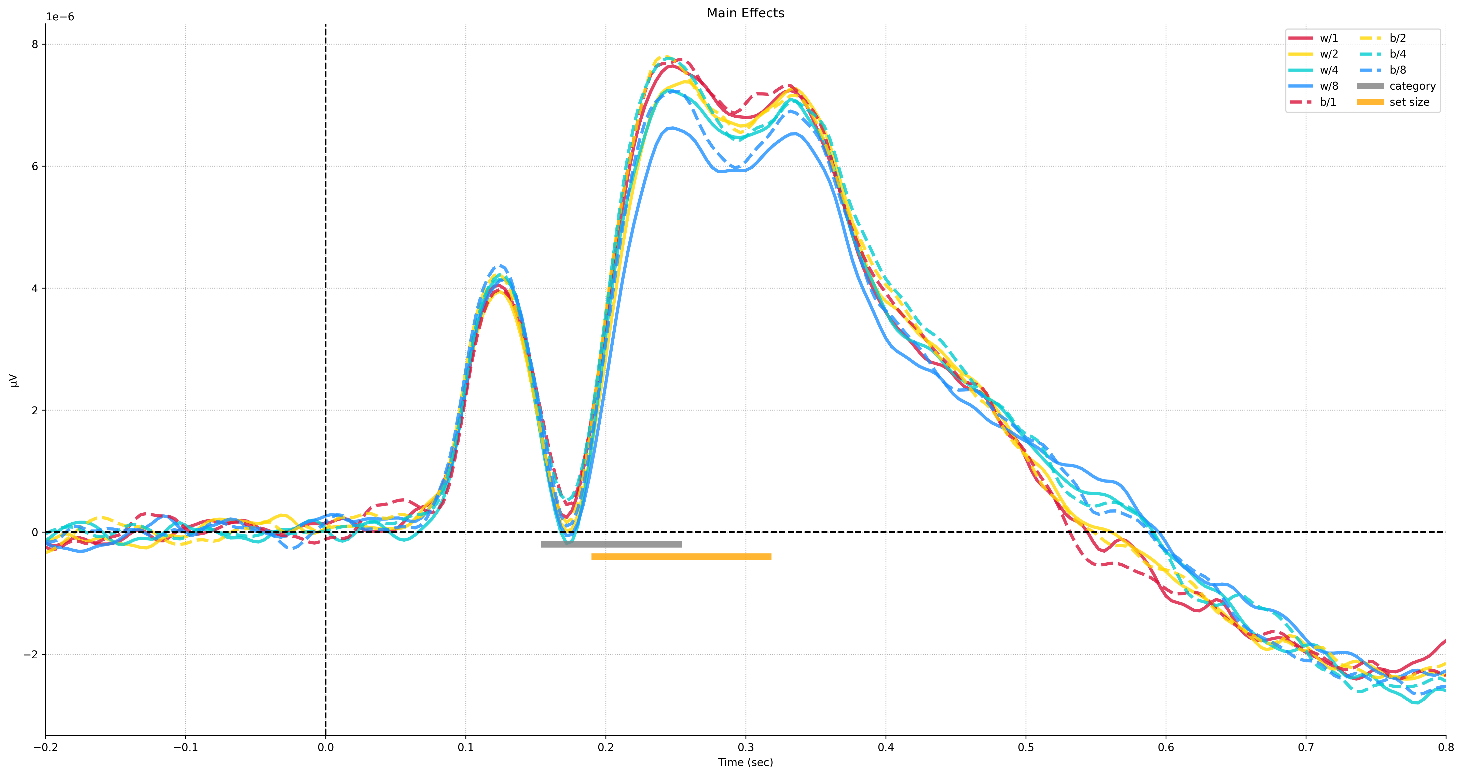 Main Effects
1e−6
8
6
4
2
0
−2
µV
w/1
w/2
w/4
w/8
b/1
b/2
b/4
b/8
category
set size
−0.2 −0.1 0.0 0.1 0.2 0.3 0.4 0.5 0.6 0.7 0.8
Time (sec)